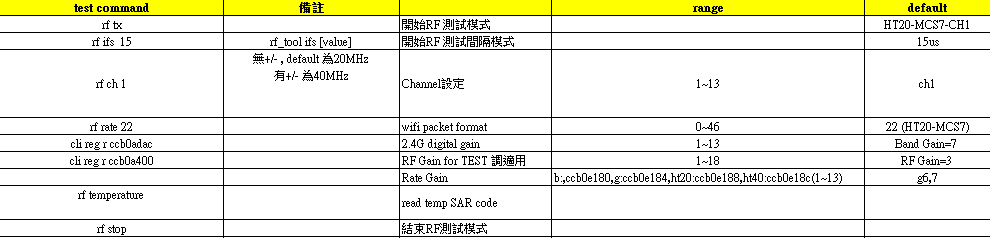 test command 備註 range default
rf tx 開始RF測試模式 HT20-MCS7-CH1
rf ifs 15 rf_tool ifs [value] 開始RF測試間隔模式 15us
無+/- , default 為20MHz
有+/- 為40MHz
rf ch 1 Channel設定 1~13 ch1
rf rate 22 wifi packet format 0~46 22 (HT20-MCS7)
cli reg r ccb0adac 2.4G digital gain 1~13 Band Gain=7
cli reg r ccb0a400 RF Gain for TEST 調適用 1~18 RF Gain=3
Rate Gain b:,ccb0e180,g:ccb0e184,ht20:ccb0e188,ht40:ccb0e18c(1~13) g6,7
rf temperature read temp SAR code
rf stop 結束RF測試模式